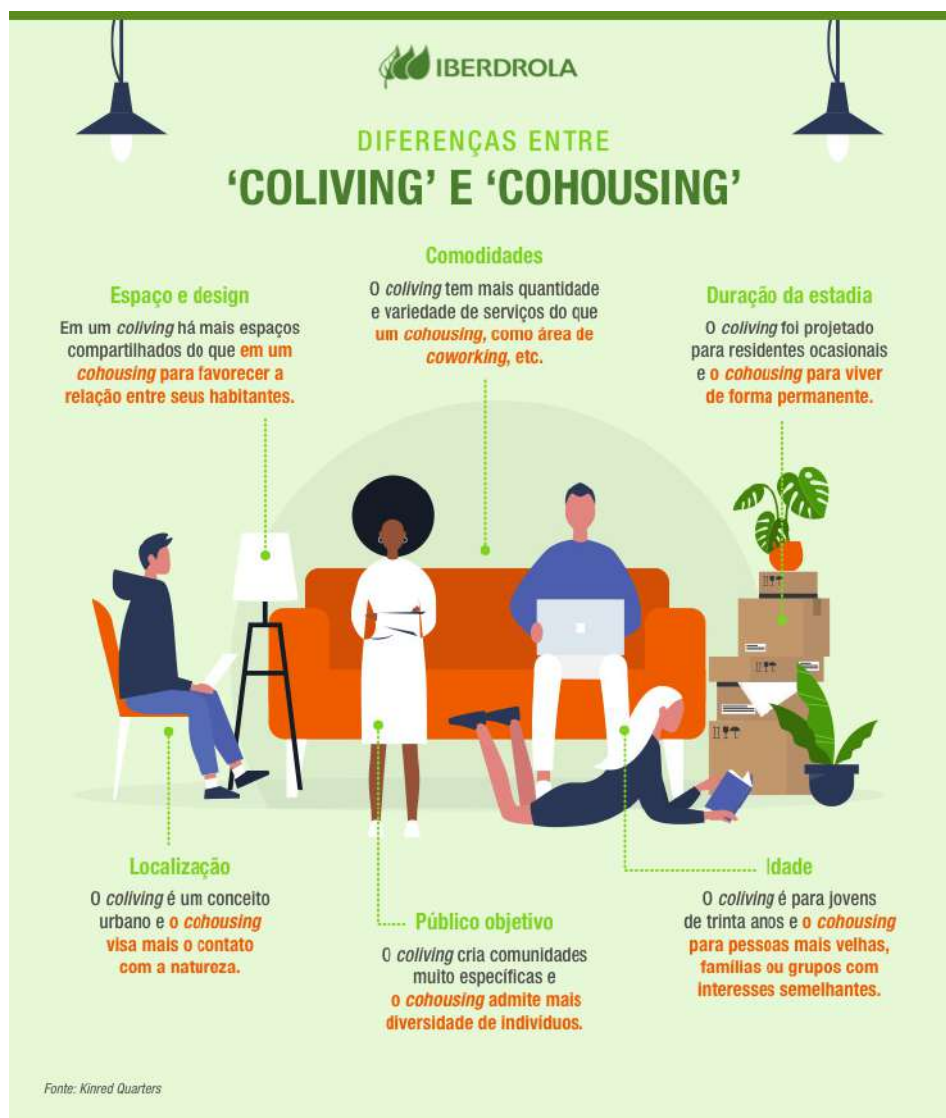 IBERDROLA
DIFERENÇAS ENTRE
‘COLIVING’ E ‘COHOUSING’
Comodidades
O coliving tem mais quantidade
e variedade de serviços do que
um cohousing, como área de
coworking, etc.
Espaço e design
Em um coliving há mais espaços
compartilhados do que em um
cohousing para favorecer a
relação entre seus habitantes.
Duração da estadia
O coliving foi projetado
para residentes ocasionais
e o cohousing para viver
de forma permanente.
Localização
O coliving é um conceito
urbano e o cohousing
visa mais o contato
com a natureza.
Público objetivo
O coliving cria comunidades
muito específicas e
o cohousing admite mais
diversidade de indivíduos.
Idade
O coliving é para jovens
de trinta anos e o cohousing
para pessoas mais velhas,
famílias ou grupos com
interesses semelhantes.
Fonte: Kinred Quarters